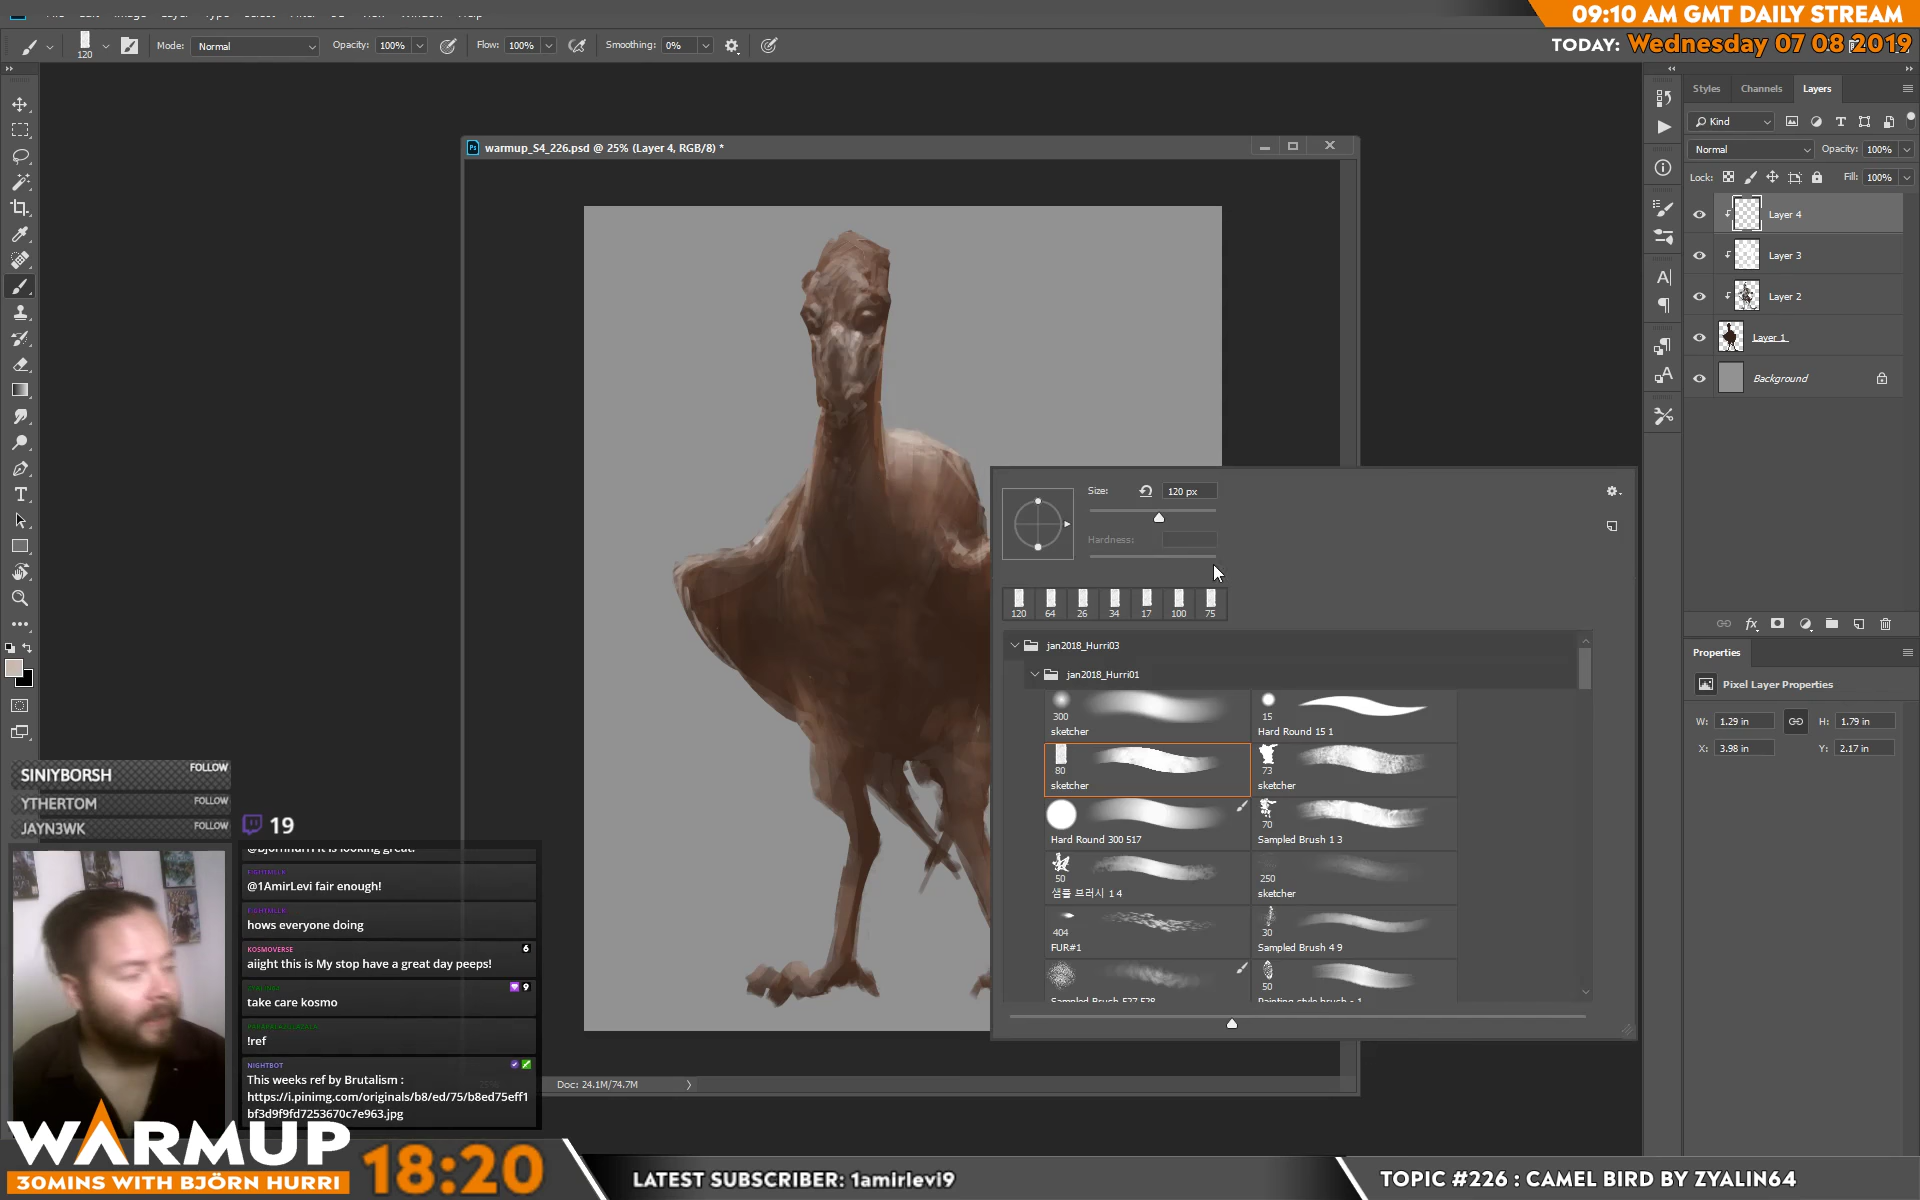 09:10 AM GMT DAILY STREAM
TODAY: Wednesday 07 08 2019
120
Mode: Normal
Opacity: 100%
Flow: 100%
Smoothing: 0%
Styles
Channels
Layers
Kind
Normal
Opacity: 100%
Lock:
Fill: 100%
Layer 4
Layer 3
Layer 2
Layer 1
Background
Properties
Pixel Layer Properties
W: 1.29 in
H: 1.79 in
X: 3.98 in
Y: 2.17 in
warmup_S4_226.psd @ 25% (Layer 4, RGB/8) *
Size: 120 px
Hardness:
120 64 26 34 17 100 75
jan2018_Hurri03
jan2018_Hurri01
300
sketcher
15
Hard Round 15 1
80
sketcher
73
sketcher
Hard Round 300 517
70
Sampled Brush 1 3
50
샘플 브러시 1 4
250
sketcher
404
FUR#1
30
Sampled Brush 4 9
50
Doc: 24.1M/74.7M
SINIYBORSH FOLLOW
YTHERTOM FOLLOW
JAYN3WK FOLLOW
19
@1AmirLevi fair enough!
hows everyone doing
KOSMOVERSE 6
aiight this is My stop have a great day peeps!
9
take care kosmo
!ref
NIGHTBOT
This weeks ref by Brutalism :
https://i.pinimg.com/originals/b8/ed/75/b8ed75eff1
bf3d9f9fd7253670c7e963.jpg
WARMUP
30MINS WITH BJÖRN HURRI
18:20
LATEST SUBSCRIBER: 1amirlevi9
TOPIC #226 : CAMEL BIRD BY ZYALIN64